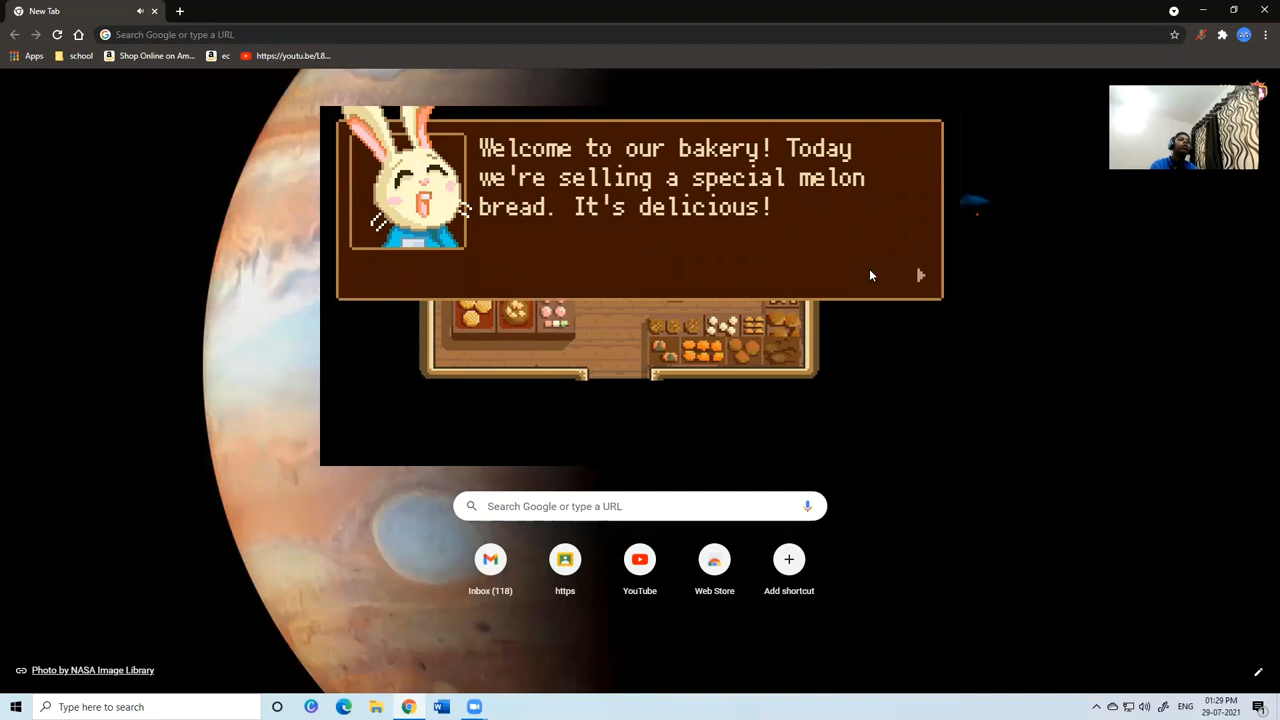 New Tab
Search Google or type a URL
Apps
school
Shop Online on Am...
ec
https://youtu.be/L8...
Welcome to our bakery! Today
we're selling a special melon
bread. It's delicious!
Search Google or type a URL
Inbox (118)
https
YouTube
Web Store
Add shortcut
Photo by NASA Image Library
Type here to search
ENG
01:29 PM
29-07-2021